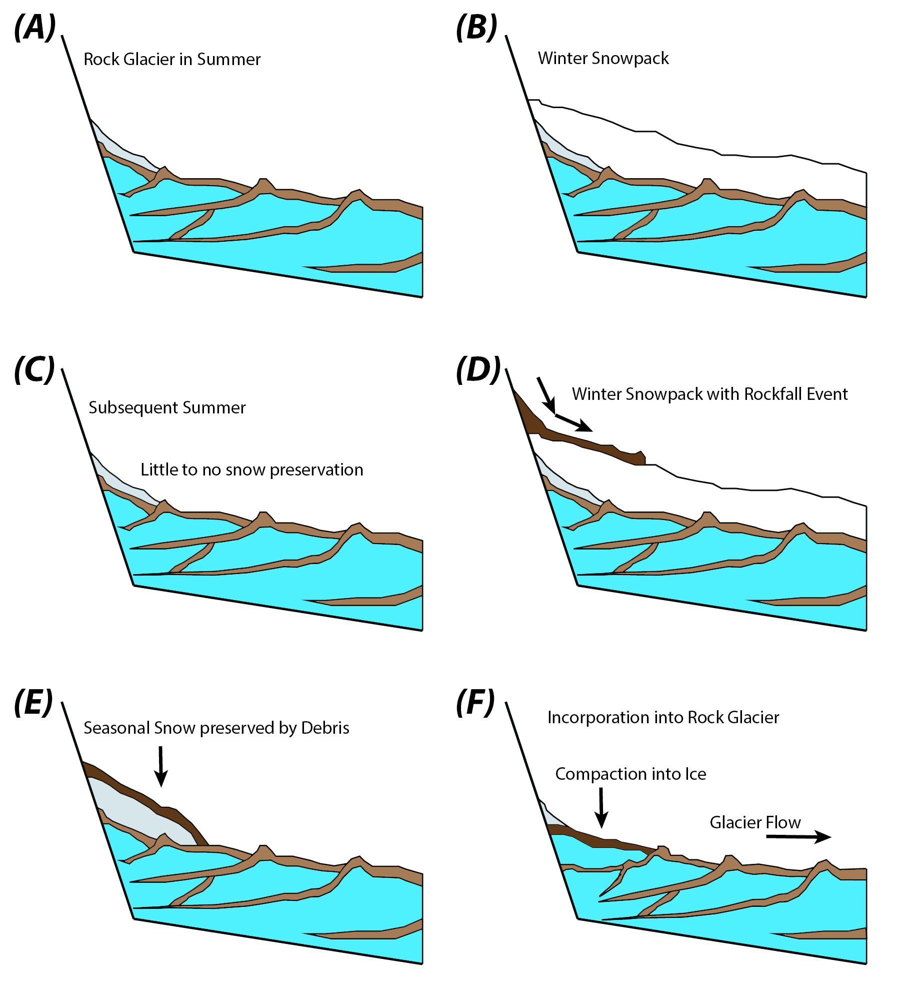 (A)
Rock Glacier in Summer
(B)
Winter Snowpack
(C)
Subsequent Summer
Little to no snow preservation
(D)
Winter Snowpack with Rockfall Event
(E)
Seasonal Snow preserved by Debris
(F)
Incorporation into Rock Glacier
Compaction into Ice
Glacier Flow